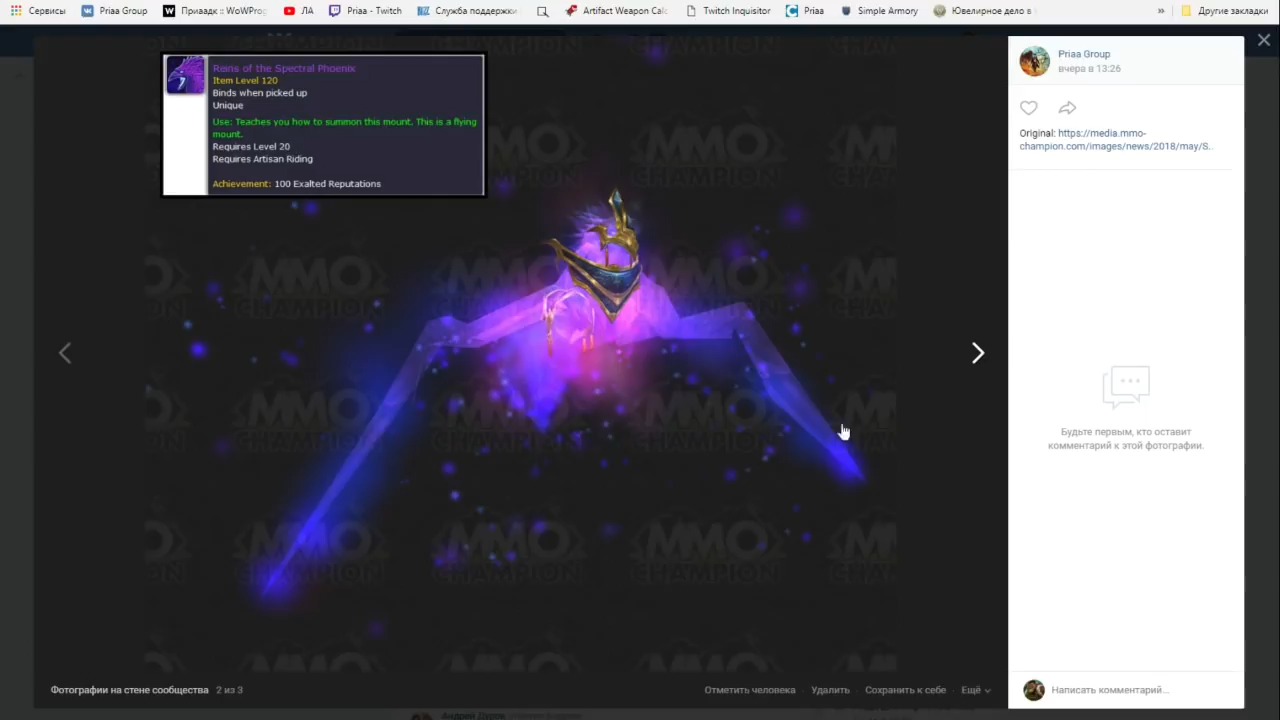 Сервисы
Priaa Group
Приаадк :: WoWProg
ЛА
Priaa - Twitch
Служба поддержки
Artifact Weapon Calc
Twitch Inquisitor
Priaa
Simple Armory
Ювелирное дело в
»
Другие закладки
Reins of the Spectral Phoenix
Item Level 120
Binds when picked up
Unique
Use: Teaches you how to summon this mount. This is a flying
mount.
Requires Level 20
Requires Artisan Riding
Achievement: 100 Exalted Reputations
MMO
CHAMPION
Priaa Group
вчера в 13:26
Original: https://media.mmo-
champion.com/images/news/2018/may/S..
Будьте первым, кто оставит
комментарий к этой фотографии.
Фотографии на стене сообщества 2 из 3
Отметить человека
Удалить
Сохранить к себе
Ещё
Написать комментарий...